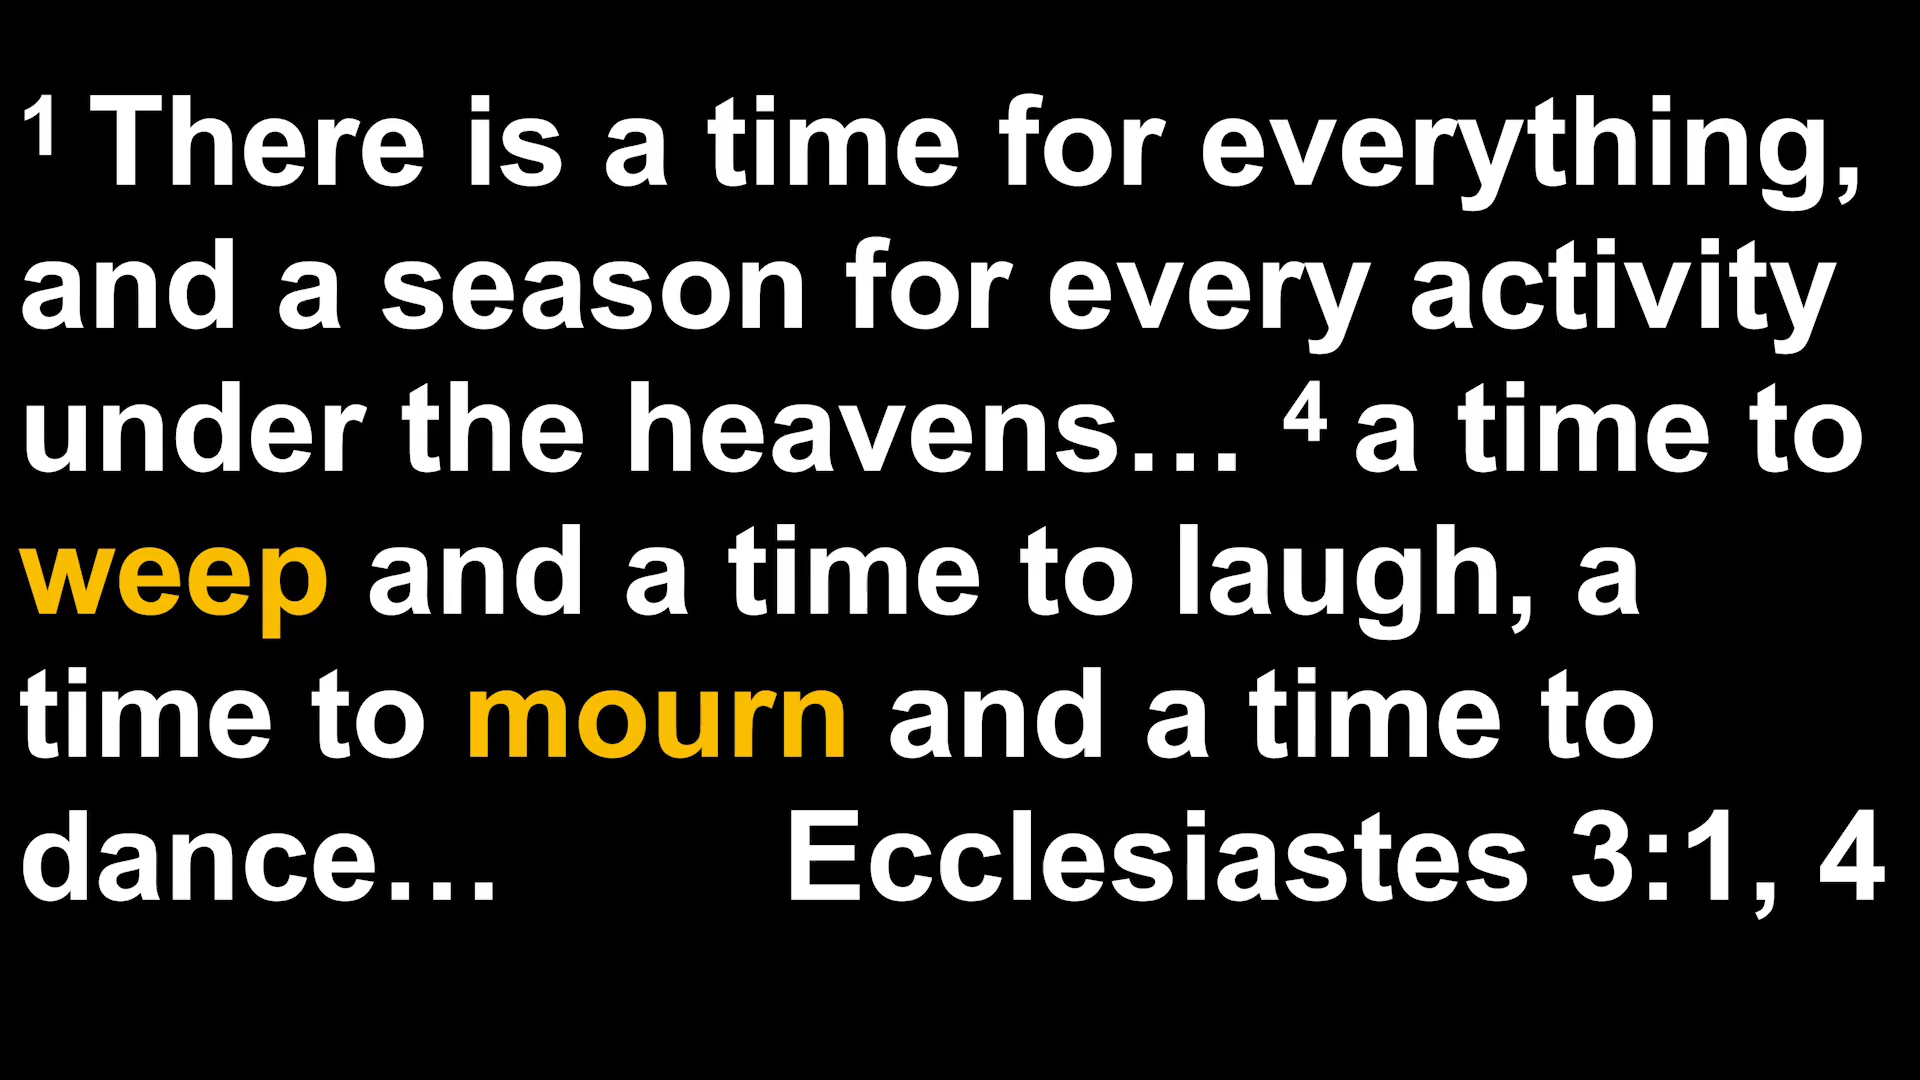 1 There is a time for everything,
and a season for every activity
under the heavens… 4 a time to
weep and a time to laugh, a
time to mourn and a time to
dance… Ecclesiastes 3:1, 4